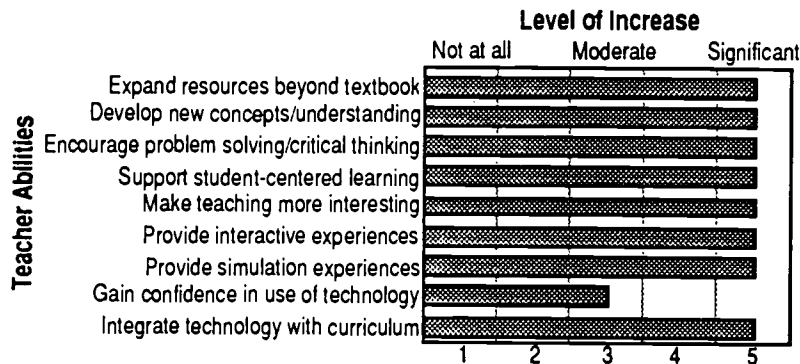 Level of Increase
Not at all Moderate Significant
Teacher Abilities
Expand resources beyond textbook
Develop new concepts/understanding
Encourage problem solving/critical thinking
Support student-centered learning
Make teaching more interesting
Provide interactive experiences
Provide simulation experiences
Gain confidence in use of technology
Integrate technology with curriculum
1 2 3 4 5